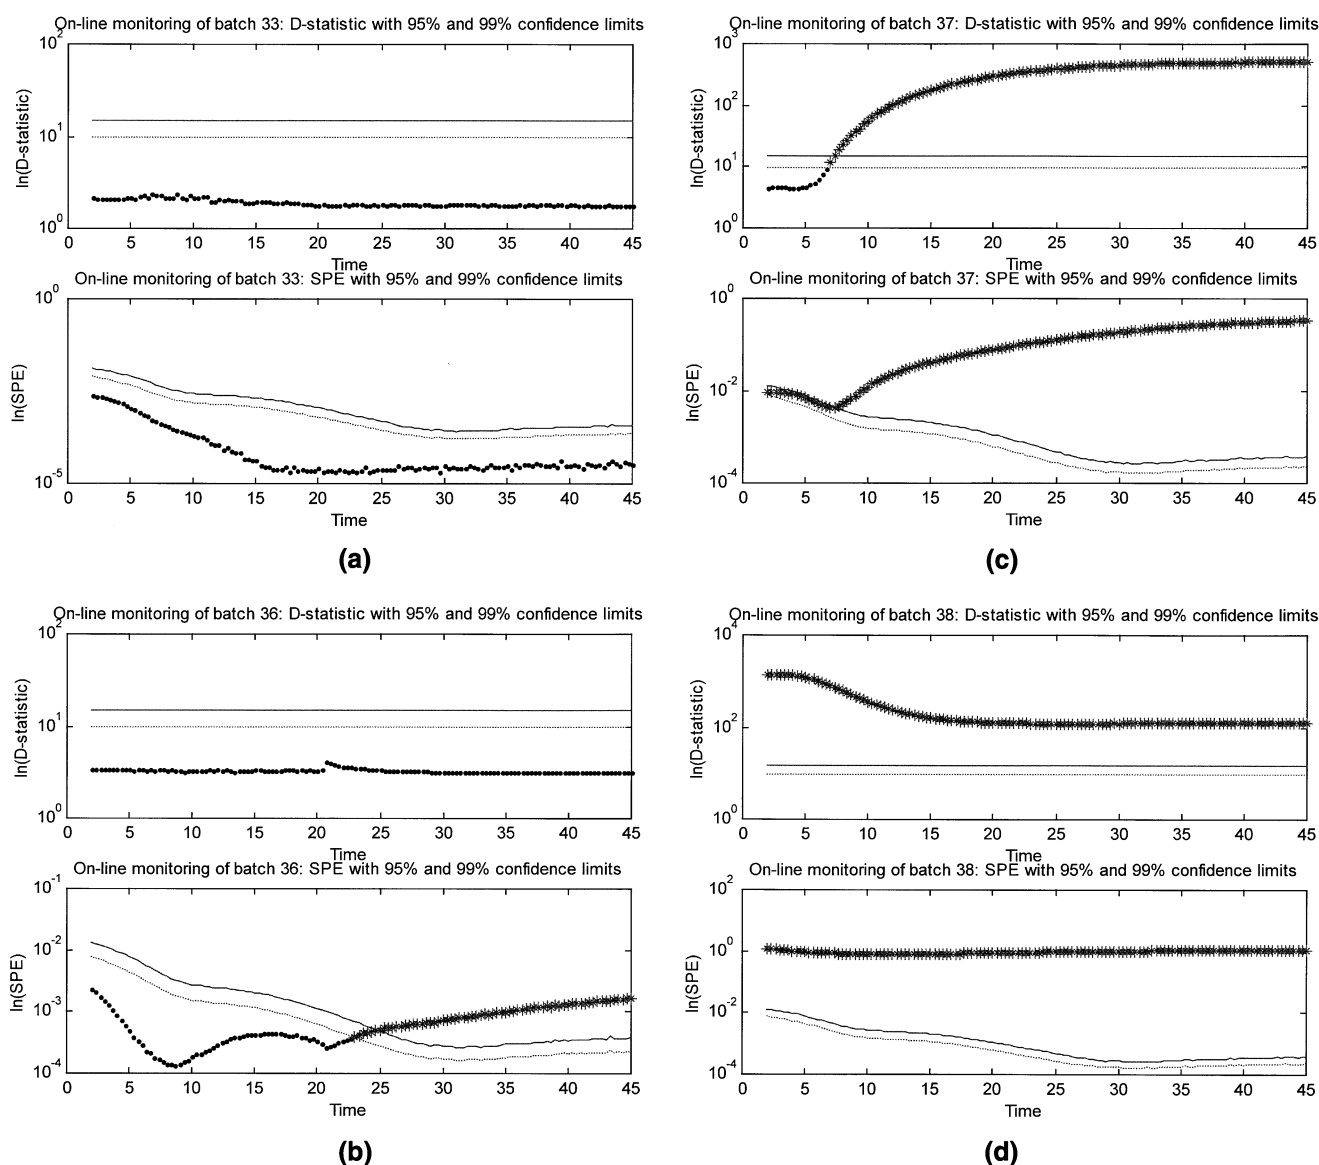 On-line monitoring of batch 33: D-statistic with 95% and 99% confidence limits
ln(D-statistic)
10^2
10^1
10^0
0 5 10 15 20 25 30 35 40 45
Time
On-line monitoring of batch 33: SPE with 95% and 99% confidence limits
ln(SPE)
10^0
10^-5
0 5 10 15 20 25 30 35 40 45
Time
(a)
On-line monitoring of batch 37: D-statistic with 95% and 99% confidence limits
ln(D-statistic)
10^3
10^2
10^1
10^0
0 5 10 15 20 25 30 35 40 45
Time
On-line monitoring of batch 37: SPE with 95% and 99% confidence limits
ln(SPE)
10^0
10^-2
10^-4
0 5 10 15 20 25 30 35 40 45
Time
(c)
On-line monitoring of batch 36: D-statistic with 95% and 99% confidence limits
ln(D-statistic)
10^2
10^1
10^0
0 5 10 15 20 25 30 35 40 45
Time
On-line monitoring of batch 36: SPE with 95% and 99% confidence limits
ln(SPE)
10^-1
10^-2
10^-3
10^-4
0 5 10 15 20 25 30 35 40 45
Time
(b)
On-line monitoring of batch 38: D-statistic with 95% and 99% confidence limits
ln(D-statistic)
10^4
10^2
10^0
0 5 10 15 20 25 30 35 40 45
Time
On-line monitoring of batch 38: SPE with 95% and 99% confidence limits
ln(SPE)
10^2
10^0
10^-2
10^-4
0 5 10 15 20 25 30 35 40 45
Time
(d)